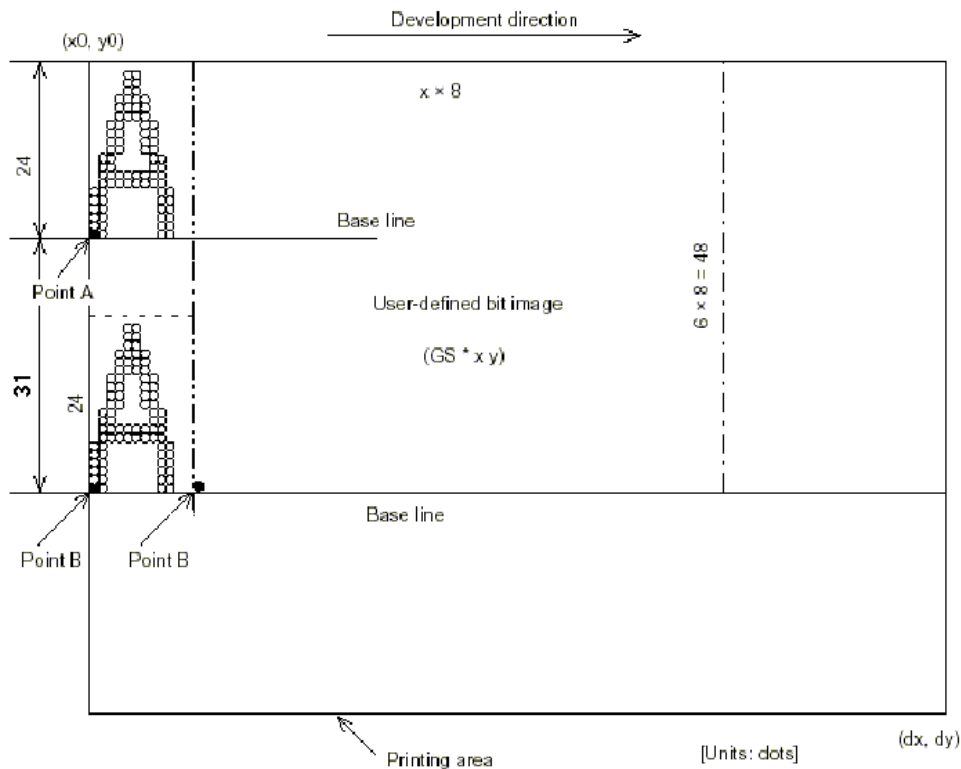 Development direction
(x0, y0)
x × 8
24
Base line
Point A
6 × 8 = 48
User-defined bit image
(GS * x y)
31
24
Base line
Point B
Point B
(dx, dy)
Printing area
[Units: dots]